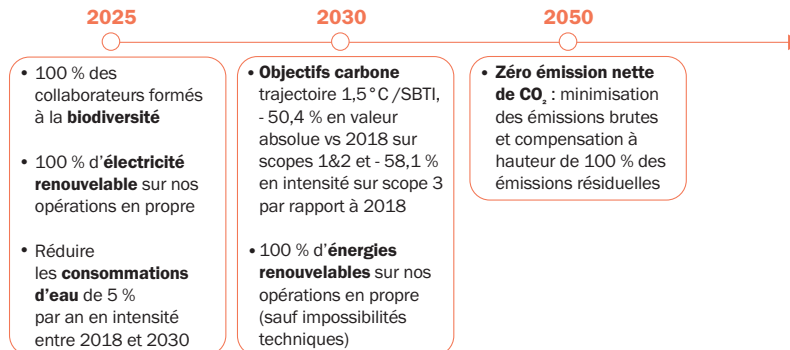 2025
2030
2050
• 100 % des
collaborateurs formés
à la biodiversité
• 100 % d'électricité
renouvelable sur nos
opérations en propre
• Réduire
les consommations
d'eau de 5 %
par an en intensité
entre 2018 et 2030
• Objectifs carbone
trajectoire 1,5°C /SBTI,
- 50,4 % en valeur
absolue vs 2018 sur
scopes 1&2 et - 58,1 %
en intensité sur scope 3
par rapport à 2018
• 100 % d'énergies
renouvelables sur nos
opérations en propre
(sauf impossibilités
techniques)
• Zéro émission nette
de CO₂ : minimisation
des émissions brutes
et compensation à
hauteur de 100 % des
émissions résiduelles